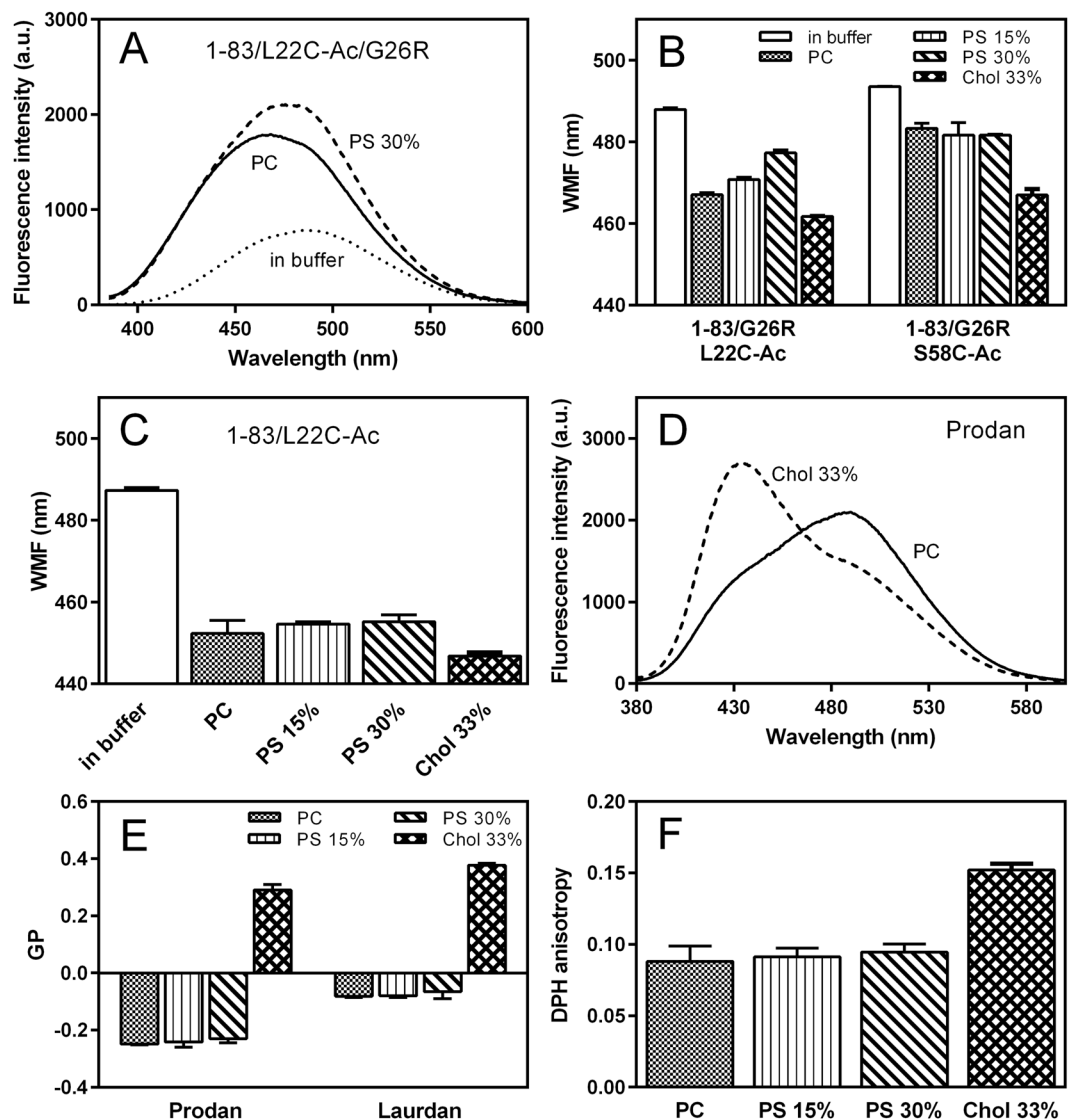 A
1-83/L22C-Ac/G26R
Fluorescence intensity (a.u.)
3000
2000
1000
0
PS 30%
PC
in buffer
400
450
500
550
600
Wavelength (nm)
B
in buffer
PC
PS 15%
PS 30%
Chol 33%
WMF (nm)
500
480
460
440
1-83/G26R
L22C-Ac
1-83/G26R
S58C-Ac
C
1-83/L22C-Ac
WMF (nm)
500
480
460
440
in buffer
PC
PS 15%
PS 30%
Chol 33%
D
Prodan
Fluorescence intensity (a.u.)
3000
2000
1000
0
Chol 33%
PC
380
430
480
530
580
Wavelength (nm)
E
PC
PS 15%
PS 30%
Chol 33%
GP
0.6
0.4
0.2
0.0
-0.2
-0.4
Prodan
Laurdan
F
DPH anisotropy
0.20
0.15
0.10
0.05
0.00
PC
PS 15%
PS 30%
Chol 33%